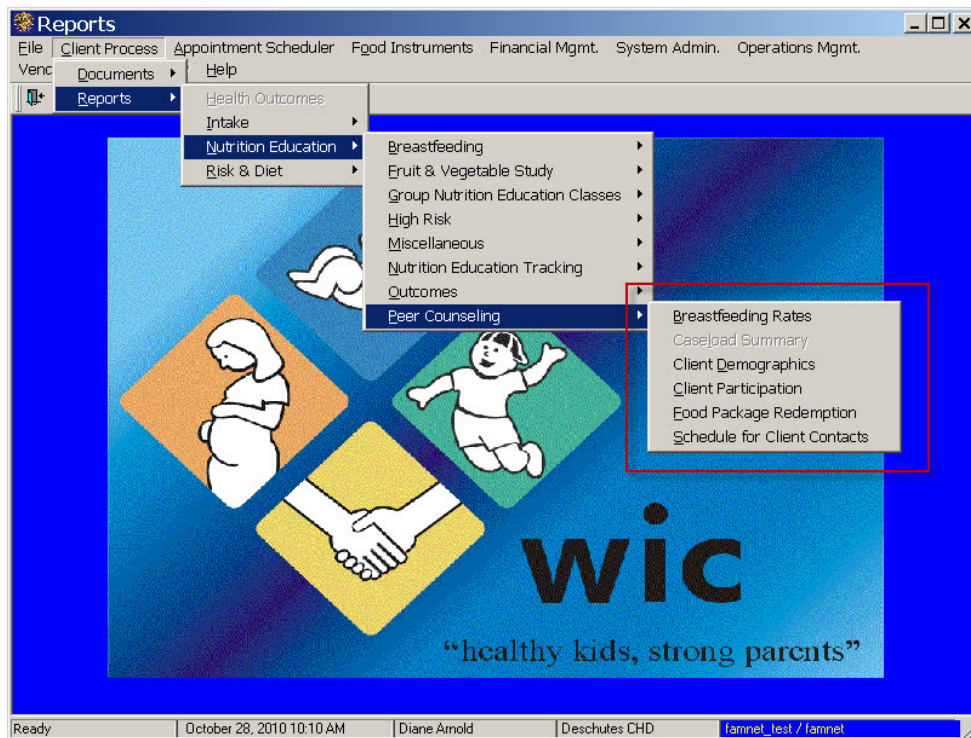 Reports
File Client Process Appointment Scheduler Food Instruments Financial Mgmt. System Admin. Operations Mgmt.
Venc Documents Help
Reports
Health Outcomes
Intake
Nutrition Education
Risk & Diet
Breastfeeding
Fruit & Vegetable Study
Group Nutrition Education Classes
High Risk
Miscellaneous
Nutrition Education Tracking
Outcomes
Peer Counseling
Breastfeeding Rates
Caseload Summary
Client Demographics
Client Participation
Food Package Redemption
Schedule for Client Contacts
wic
“healthy kids, strong parents”
Ready October 28, 2010 10:10 AM Diane Arnold Deschutes CHD famnet_test / famnet